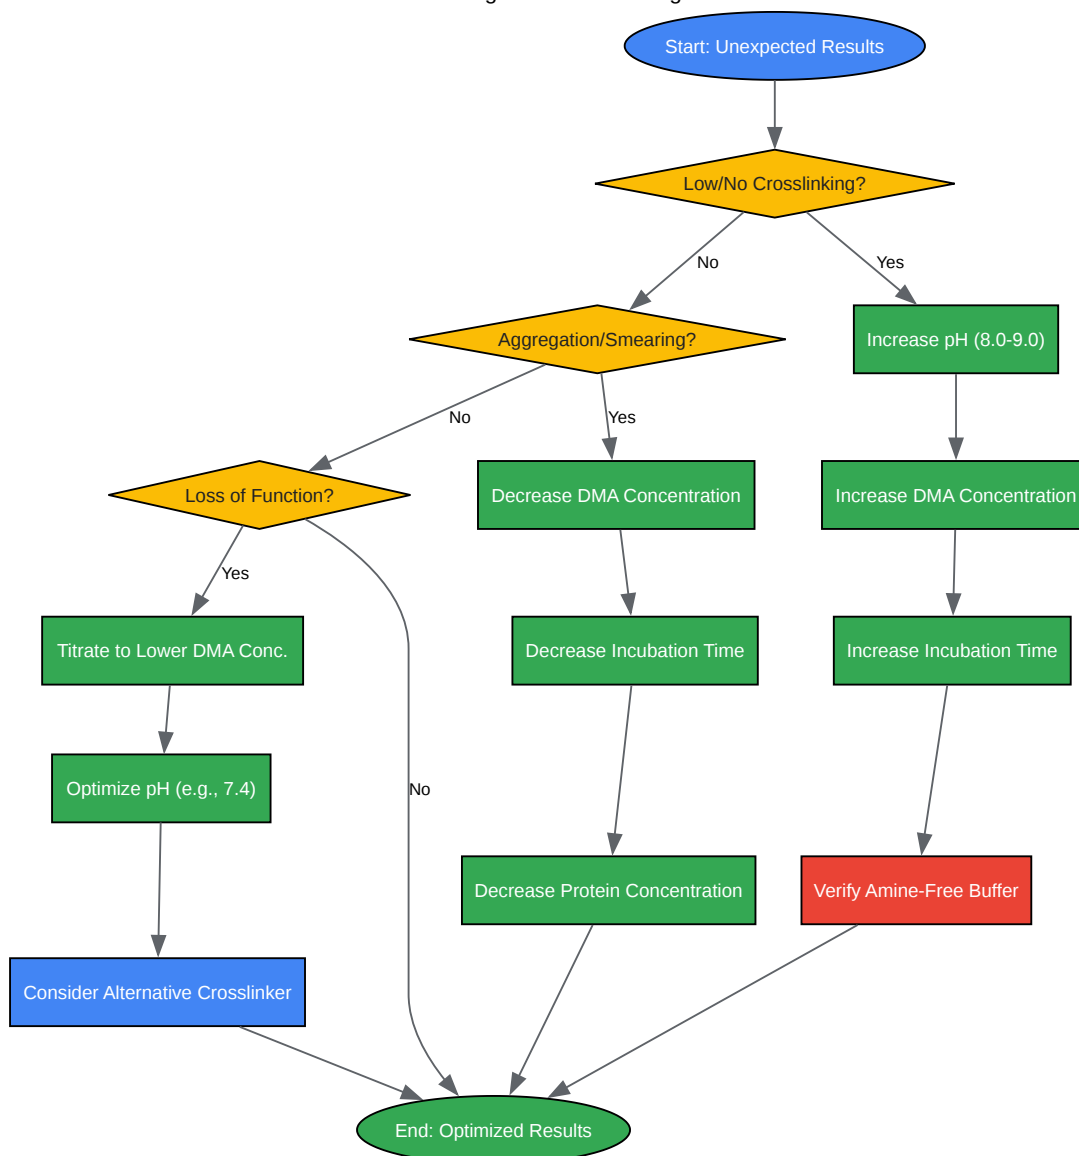 Start: Unexpected Results
Low/No Crosslinking?
No
Yes
Aggregation/Smearing?
Increase pH (8.0-9.0)
No
Yes
Loss of Function?
Decrease DMA Concentration
Increase DMA Concentration
Yes
Titrate to Lower DMA Conc.
Decrease Incubation Time
Increase Incubation Time
Optimize pH (e.g., 7.4)
No
Decrease Protein Concentration
Verify Amine-Free Buffer
Consider Alternative Crosslinker
End: Optimized Results